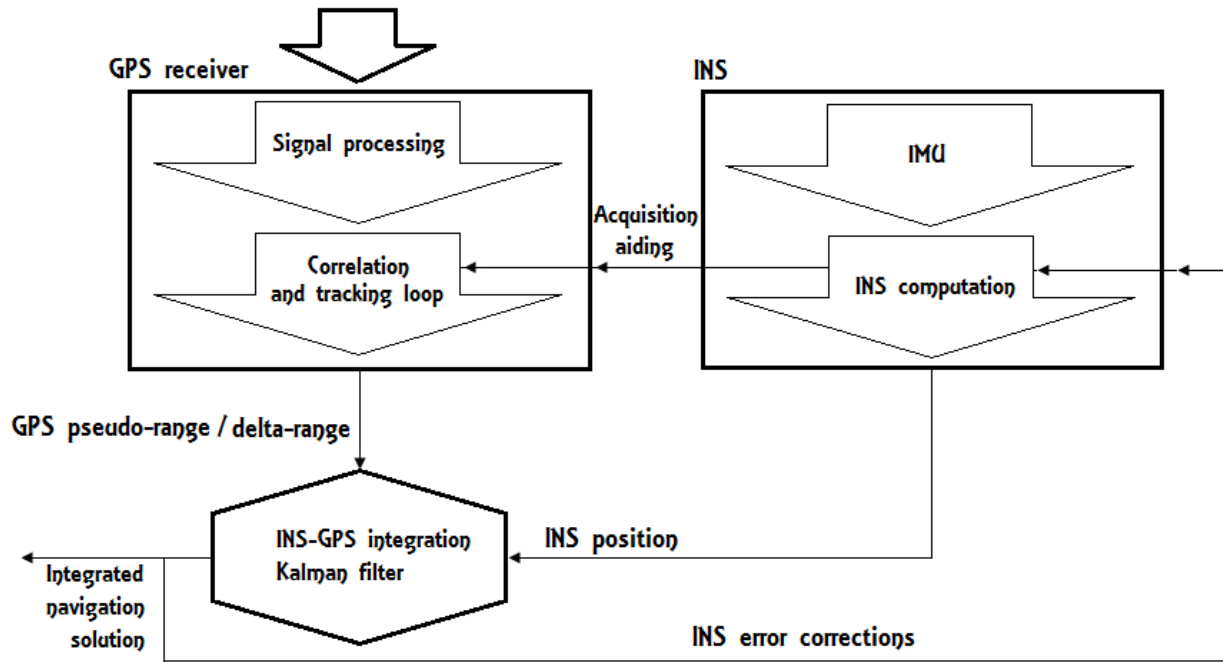 GPS receiver
INS
Signal processing
IMU
Acquisition
aiding
Correlation
and tracking loop
INS computation
GPS pseudo-range / delta-range
INS-GPS integration
Kalman filter
INS position
Integrated
navigation
solution
INS error corrections